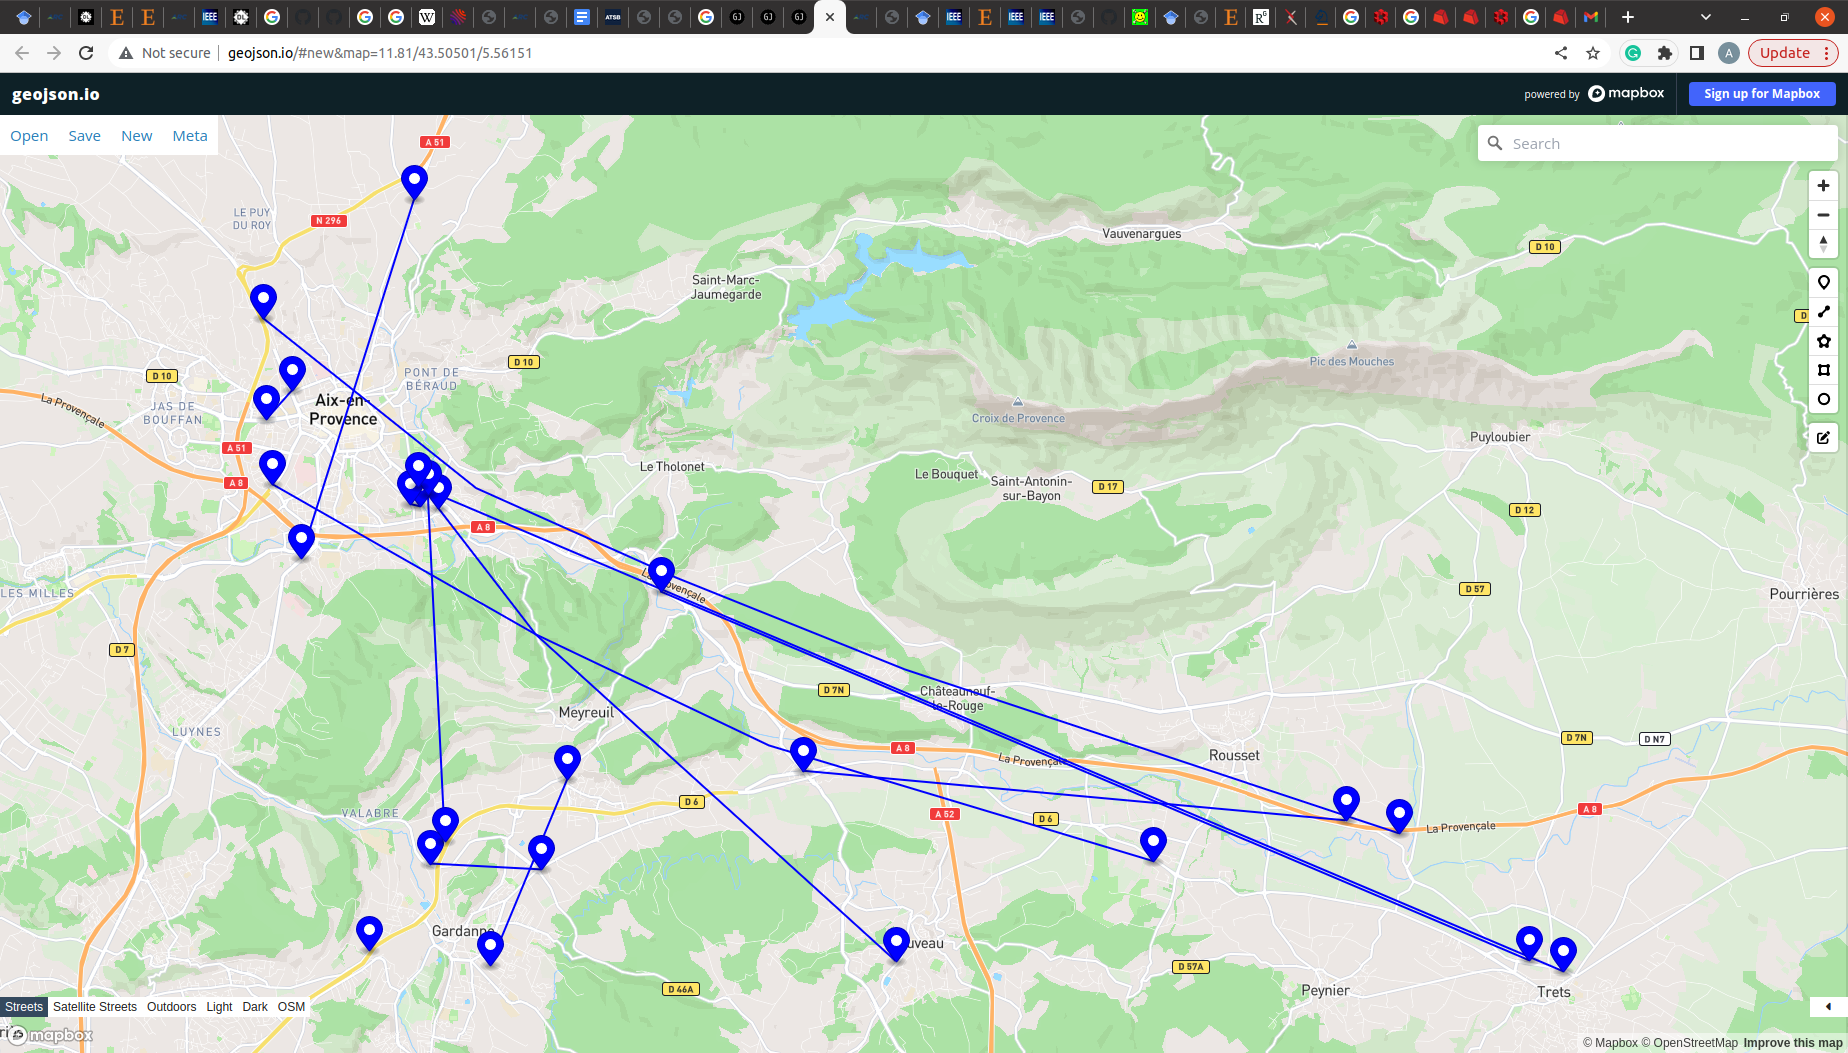 Not secure
geojson.io/#new&map=11.81/43.50501/5.56151
A
Update
geojson.io
powered by mapbox
Sign up for Mapbox
Open Save New Meta
Search
A 51
LE PUY
DU ROY
N 296
Vauvenargues
D 10
Saint-Marc-
Jaumegarde
D 10
D 10
PONT DE
BÉRAUD
Pic des Mouches
La Provençale
JAS DE
BOUFFAN
Aix-en-
Provence
Croix de Provence
Puyloubier
A 51
A 8
Le Tholonet
Le Bouquet
Saint-Antonin-
sur-Bayon
D 17
D 12
A 8
LES MILLES
D 57
Pourrières
D 7
D 7N
Châteauneuf-
le-Rouge
Meyreuil
LUYNES
A 8
La Provençale
Rousset
D 7N
D N7
VALABRE
D 6
A 52
D 6
La Provençale
A 8
Gardanne
D 57A
D 46A
Peynier
Trets
Streets Satellite Streets Outdoors Light Dark OSM
mapbox
© Mapbox © OpenStreetMap Improve this map